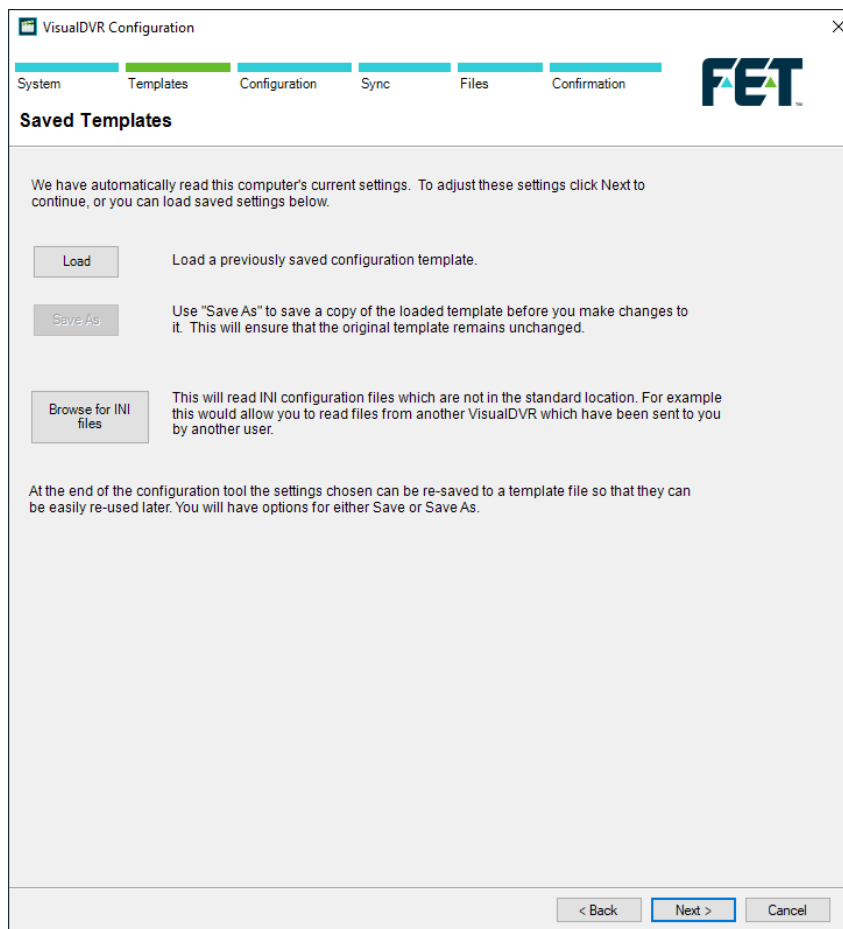 VisualDVR Configuration
System Templates Configuration Sync Files Confirmation
FET
Saved Templates
We have automatically read this computer's current settings. To adjust these settings click Next to
continue, or you can load saved settings below.
Load
Load a previously saved configuration template.
Save As
Use "Save As" to save a copy of the loaded template before you make changes to
it. This will ensure that the original template remains unchanged.
Browse for INI
files
This will read INI configuration files which are not in the standard location. For example
this would allow you to read files from another VisualDVR which have been sent to you
by another user.
At the end of the configuration tool the settings chosen can be re-saved to a template file so that they can
be easily re-used later. You will have options for either Save or Save As.
< Back Next > Cancel